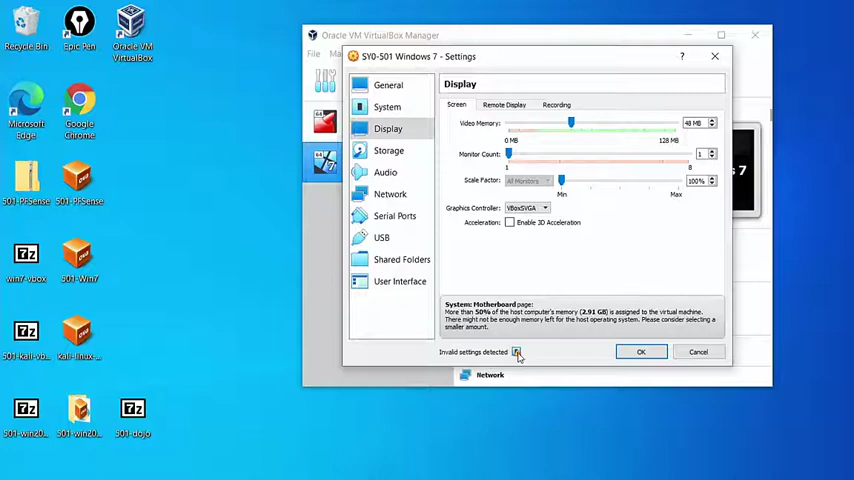 Recycle Bin
Epic Pen
Oracle VM
VirtualBox
Microsoft
Edge
Google
Chrome
501-PFSense
501-PFSense
win7-vbox
501-Win7
501-kali-vb...
kali-linux-...
501-win20...
501-win20...
501-dojo
Oracle VM VirtualBox Manager
File
SY0-501 Windows 7 - Settings
?
General
System
Display
Storage
Audio
Network
Serial Ports
USB
Shared Folders
User Interface
Display
Screen
Remote Display
Recording
Video Memory:
48 MB
0 MB
128 MB
Monitor Count:
1
1
8
Scale Factor:
All Monitors
100%
Min
Max
Graphics Controller:
VBoxSVGA
Acceleration:
Enable 3D Acceleration
System: Motherboard page:
More than 50% of the host computer's memory (2.91 GB) is assigned to the virtual machine.
There might not be enough memory left for the host operating system. Please consider selecting a
smaller amount.
Invalid settings detected
OK
Cancel
Network
64
64
7
7